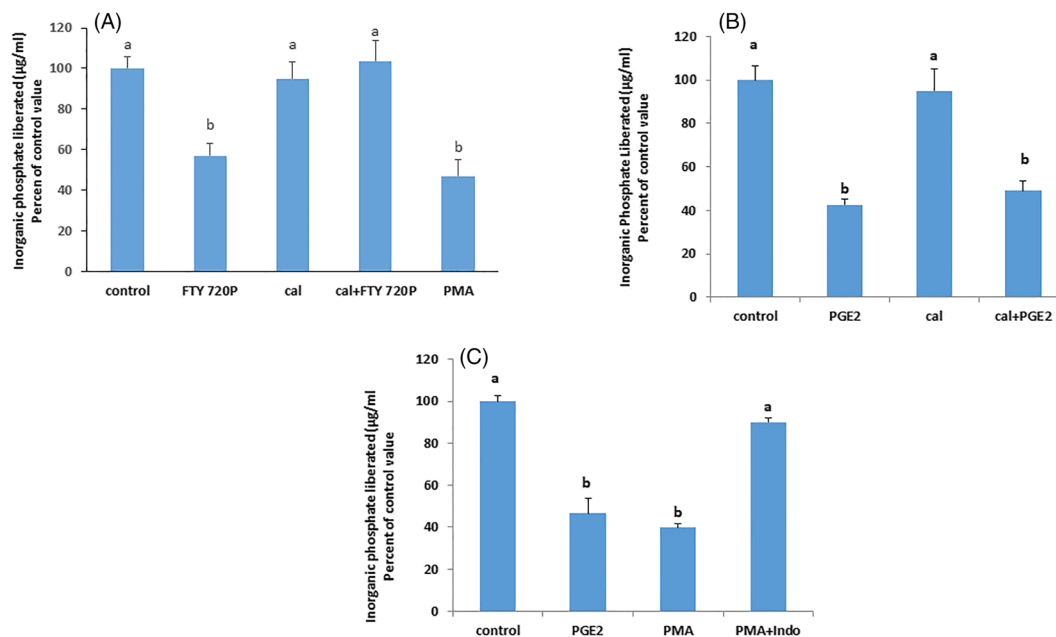 (A)
Inorganic phosphate liberated(µg/ml)
Percen of control value
120
100
80
60
40
20
0
a
b
a
a
b
control FTY 720P cal cal+FTY 720P PMA
(B)
Inorganic Phosphate Liberated(µg/ml)
Percent of control value
120
100
80
60
40
20
0
a
b
a
b
control PGE2 cal cal+PGE2
(C)
Inorganic phosphate liberated(µg/ml)
Percent of control value
120
100
80
60
40
20
0
a
b
b
a
control PGE2 PMA PMA+Indo